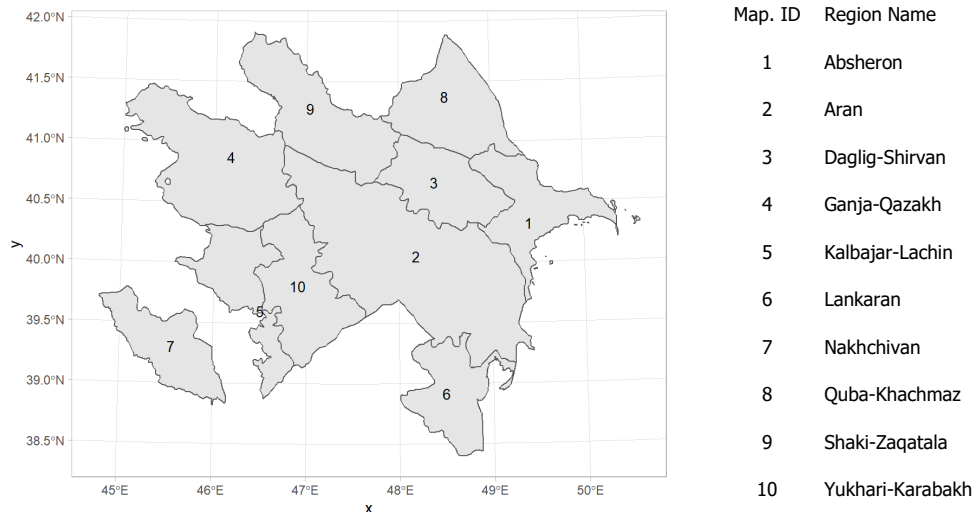 42.0°N
41.5°N
41.0°N
40.5°N
40.0°N
39.5°N
39.0°N
38.5°N
y
45°E 46°E 47°E 48°E 49°E 50°E
x
8
9
4
3
1
2
10
5
7
6
Map. ID Region Name
1 Absheron
2 Aran
3 Daglig-Shirvan
4 Ganja-Qazakh
5 Kalbajar-Lachin
6 Lankaran
7 Nakhchivan
8 Quba-Khachmaz
9 Shaki-Zaqatala
10 Yukhari-Karabakh